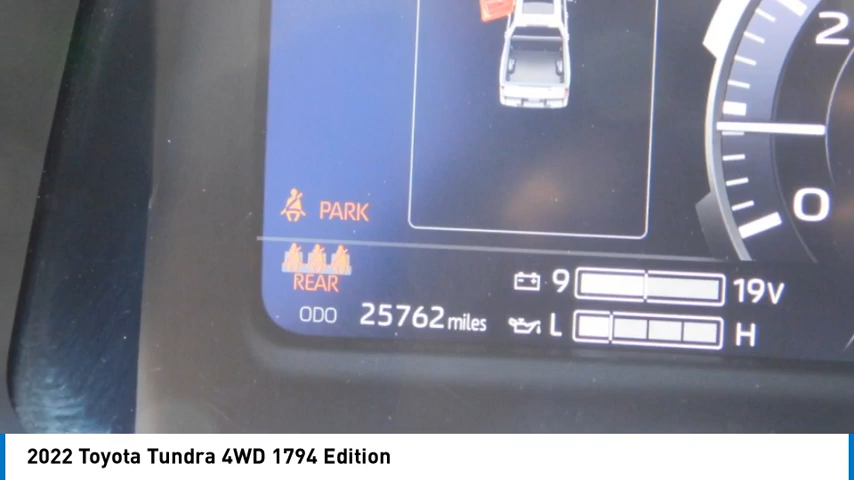 2
0
PARK
REAR
9 19V
ODO 25762 miles L H
2022 Toyota Tundra 4WD 1794 Edition